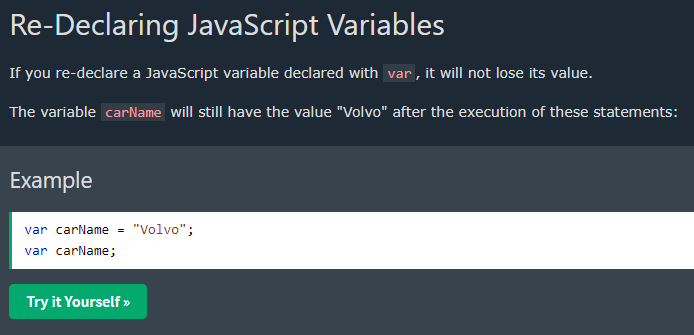 Re-Declaring JavaScript Variables
If you re-declare a JavaScript variable declared with var, it will not lose its value.
The variable carName will still have the value "Volvo" after the execution of these statements:
Example
var carName = "Volvo";
var carName;
Try it Yourself »